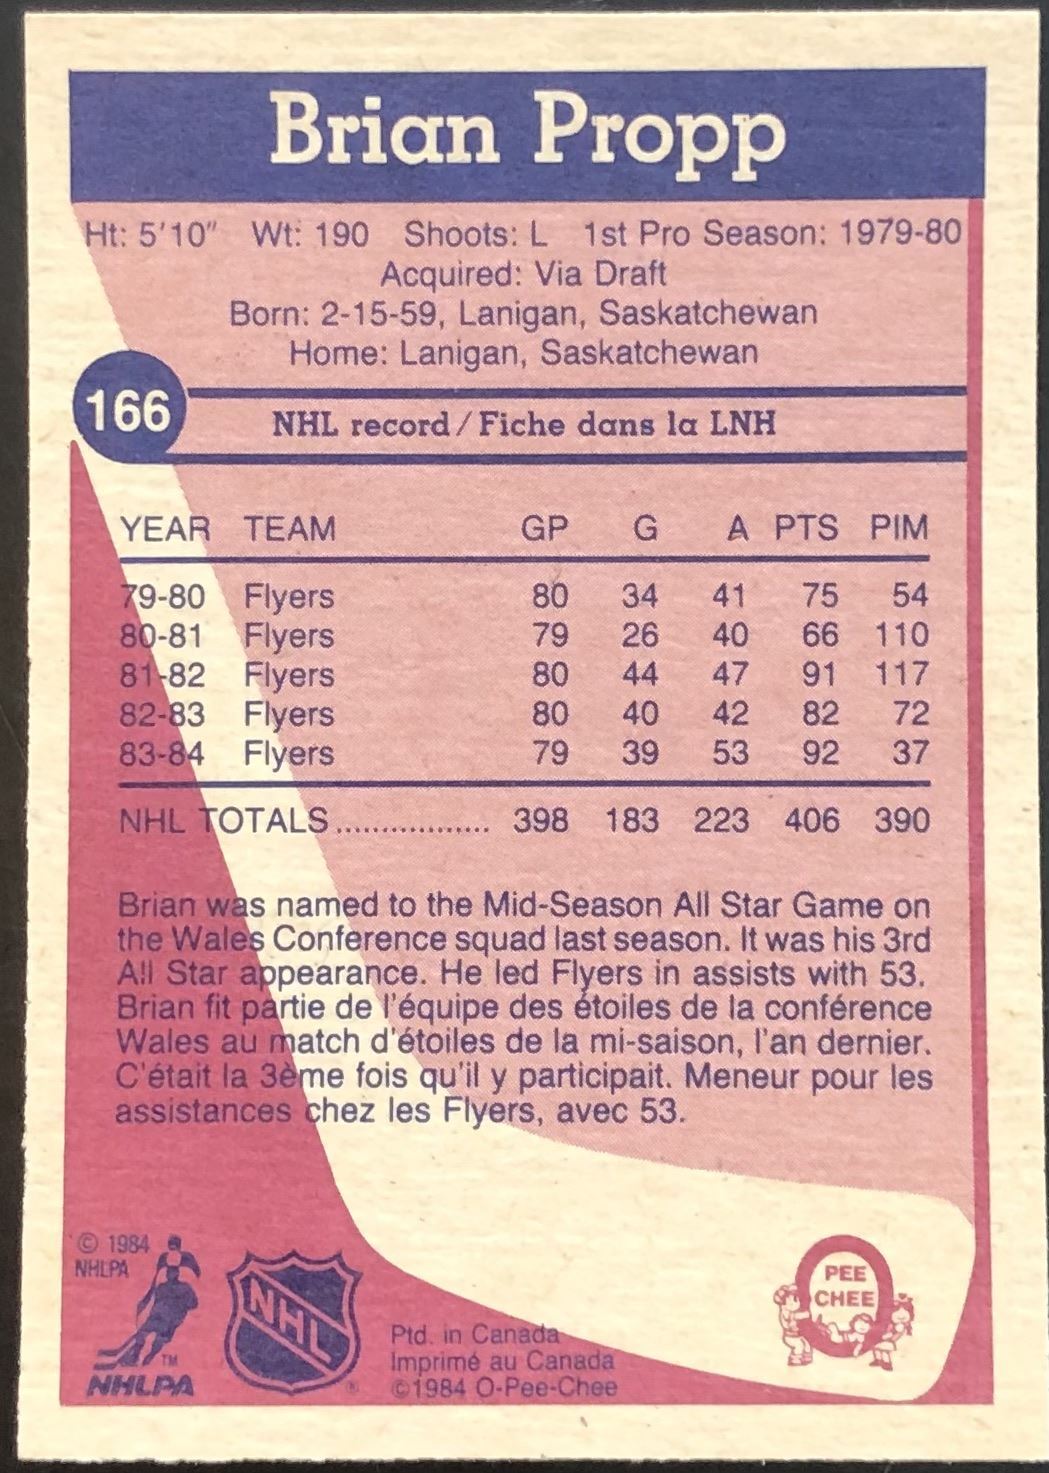 Brian Propp
Ht: 5'10" Wt: 190 Shoots: L 1st Pro Season: 1979-80
Acquired: Via Draft
Born: 2-15-59, Lanigan, Saskatchewan
Home: Lanigan, Saskatchewan
166
NHL record / Fiche dans la LNH
YEAR TEAM GP G A PTS PIM
79-80 Flyers 80 34 41 75 54
80-81 Flyers 79 26 40 66 110
81-82 Flyers 80 44 47 91 117
82-83 Flyers 80 40 42 82 72
83-84 Flyers 79 39 53 92 37
NHL TOTALS.................. 398 183 223 406 390
Brian was named to the Mid-Season All Star Game on
the Wales Conference squad last season. It was his 3rd
All Star appearance. He led Flyers in assists with 53.
Brian fit partie de l'équipe des étoiles de la conférence
Wales au match d'étoiles de la mi-saison, l'an dernier.
C'était la 3ème fois qu'il y participait. Meneur pour les
assistances chez les Flyers, avec 53.
© 1984
NHLPA
TM
NHLPA
NHL
®
Ptd. in Canada
Imprimé au Canada
©1984 O-Pee-Chee
PEE
CHEE